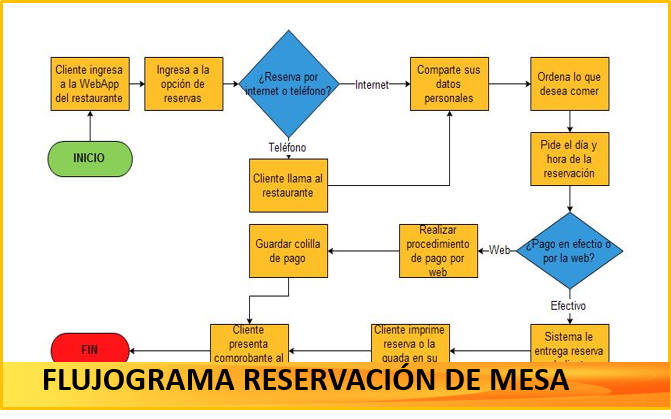 Cliente ingresa
a la WebApp
del restaurante
Ingresa a la
opción de
reservas
¿Reserva por
internet o teléfono?
Internet
Comparte sus
datos
personales
Ordena lo que
desea comer
INICIO
Teléfono
Cliente llama al
restaurante
Pide el día y
hora de la
reservación
Guardar colilla
de pago
Realizar
procedimiento
de pago por
web
Web
¿Pago en efectio o
por la web?
Efectivo
FIN
Cliente
presenta
comprobante al
Cliente imprime
reserva o la
guada en su
Sistema le
entrega reserva
FLUJOGRAMA RESERVACIÓN DE MESA